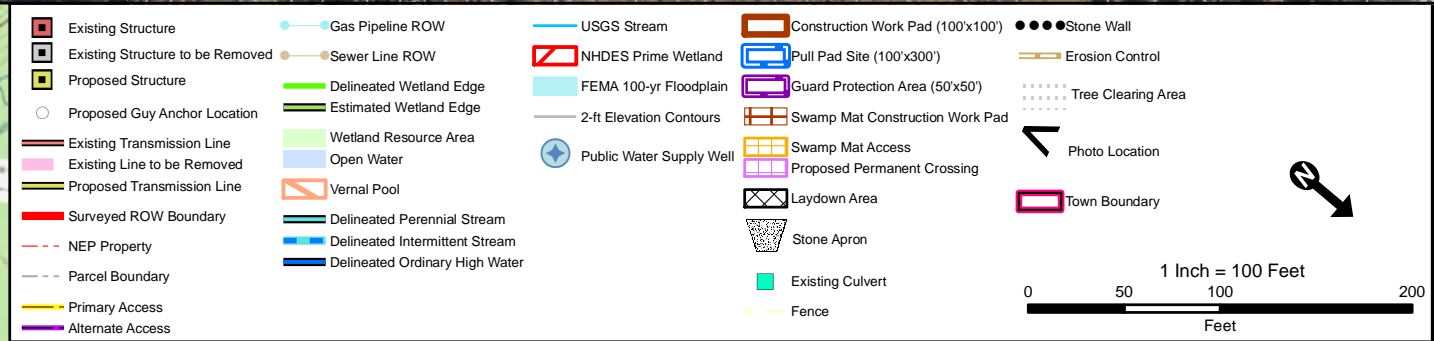 Existing Structure
Existing Structure to be Removed
Proposed Structure
Proposed Guy Anchor Location
Existing Transmission Line
Existing Line to be Removed
Proposed Transmission Line
Surveyed ROW Boundary
NEP Property
Parcel Boundary
Primary Access
Alternate Access
Gas Pipeline ROW
Sewer Line ROW
Delineated Wetland Edge
Estimated Wetland Edge
Wetland Resource Area
Open Water
Vernal Pool
Delineated Perennial Stream
Delineated Intermittent Stream
Delineated Ordinary High Water
USGS Stream
NHDES Prime Wetland
FEMA 100-yr Floodplain
2-ft Elevation Contours
Public Water Supply Well
Construction Work Pad (100'x100')
Pull Pad Site (100'x300')
Guard Protection Area (50'x50')
Swamp Mat Construction Work Pad
Swamp Mat Access
Proposed Permanent Crossing
Laydown Area
Stone Apron
Existing Culvert
Fence
Stone Wall
Erosion Control
Tree Clearing Area
Photo Location
Town Boundary
N
1 Inch = 100 Feet
0 50 100 200
Feet